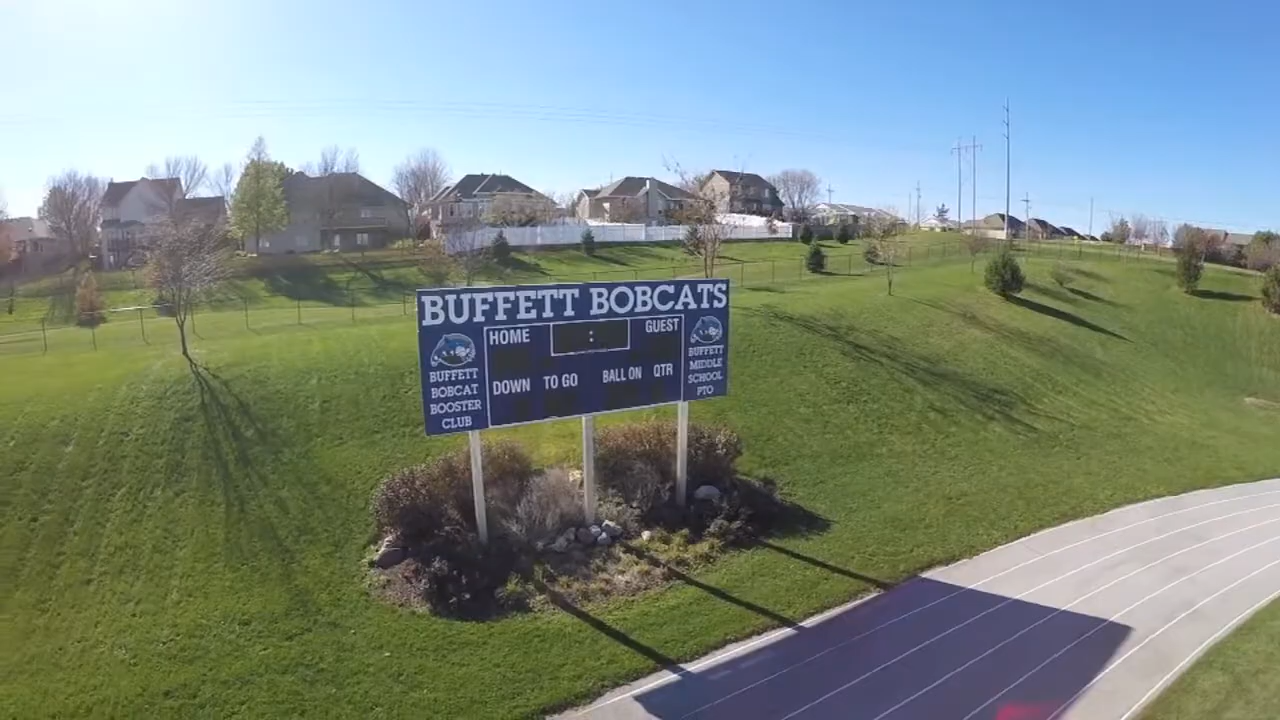 BUFFETT BOBCATS
HOME : GUEST
DOWN TO GO BALL ON QTR
BUFFETT
BOBCAT
BOOSTER
CLUB
BUFFETT
MIDDLE
SCHOOL
PTO